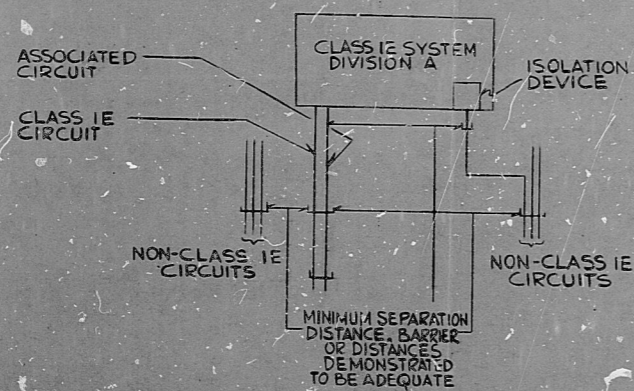 CLASS IE SYSTEM
DIVISION A
ASSOCIATED
CIRCUIT
ISOLATION
DEVICE
CLASS IE
CIRCUIT
NON-CLASS IE
CIRCUITS
NON-CLASS IE
CIRCUITS
MINIMUM SEPARATION
DISTANCE, BARRIER
OR DISTANCES
DEMONSTRATED
TO BE ADEQUATE